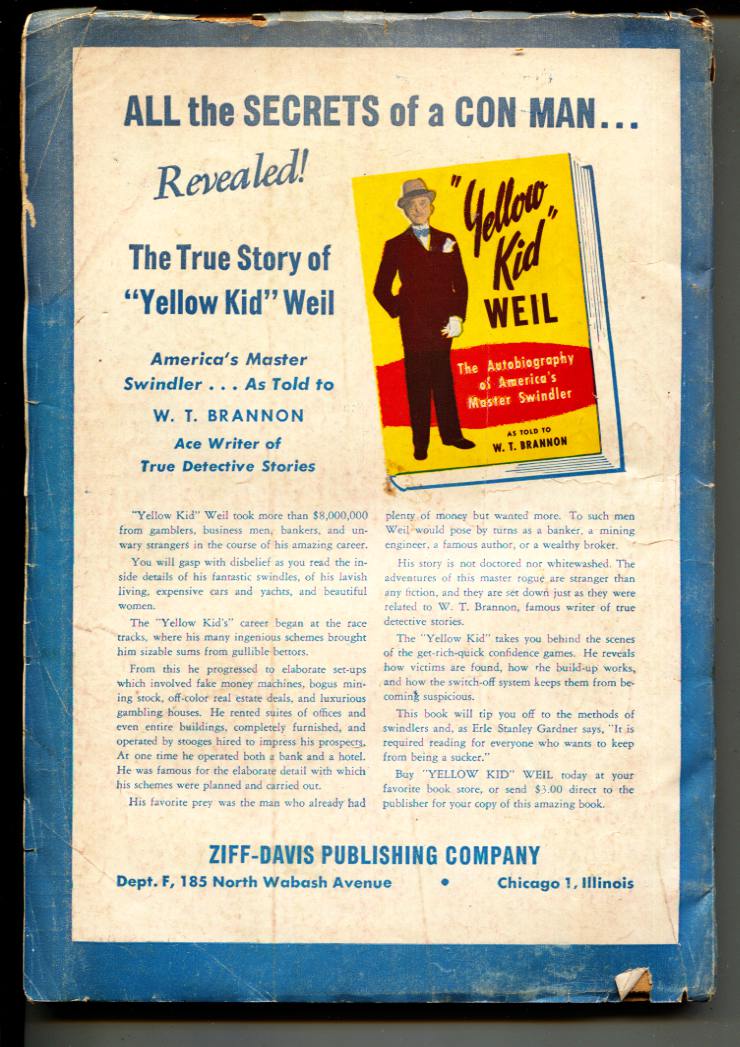 ALL the SECRETS of a CON MAN...
Revealed!
The True Story of
"Yellow Kid" Weil
America's Master
Swindler . . . As Told to
W. T. BRANNON
Ace Writer of
True Detective Stories
"Yellow
Kid"
WEIL
The Autobiography
of America's
Master Swindler
AS TOLD TO
W. T. BRANNON
"Yellow Kid" Weil took more than $8,000,000
from gamblers, business men, bankers, and un-
wary strangers in the course of his amazing career.
You will gasp with disbelief as you read the in-
side details of his fantastic swindles, of his lavish
living, expensive cars and yachts, and beautiful
women.
The "Yellow Kid's" career began at the race
tracks, where his many ingenious schemes brought
him sizable sums from gullible bettors.
From this he progressed to elaborate set-ups
which involved fake money machines, bogus min-
ing stock, off-color real estate deals, and luxurious
gambling houses. He rented suites of offices and
even entire buildings, completely furnished, and
operated by stooges hired to impress his prospects.
At one time he operated both a bank and a hotel.
He was famous for the elaborate detail with which
his schemes were planned and carried out.
His favorite prey was the man who already had
plenty of money but wanted more. To such men
Weil would pose by turns as a banker, a mining
engineer, a famous author, or a wealthy broker.
His story is not doctored nor whitewashed. The
adventures of this master rogue are stranger than
any fiction, and they are set down just as they were
related to W. T. Brannon, famous writer of true
detective stories.
The "Yellow Kid" takes you behind the scenes
of the get-rich-quick confidence games. He reveals
how victims are found, how the build-up works,
and how the switch-off system keeps them from be-
coming suspicious.
This book will tip you off to the methods of
swindlers and, as Erle Stanley Gardner says, "It is
required reading for everyone who wants to keep
from being a sucker."
Buy "YELLOW KID" WEIL today at your
favorite book store, or send $3.00 direct to the
publisher for your copy of this amazing book.
ZIFF-DAVIS PUBLISHING COMPANY
Dept. F, 185 North Wabash Avenue • Chicago 1, Illinois